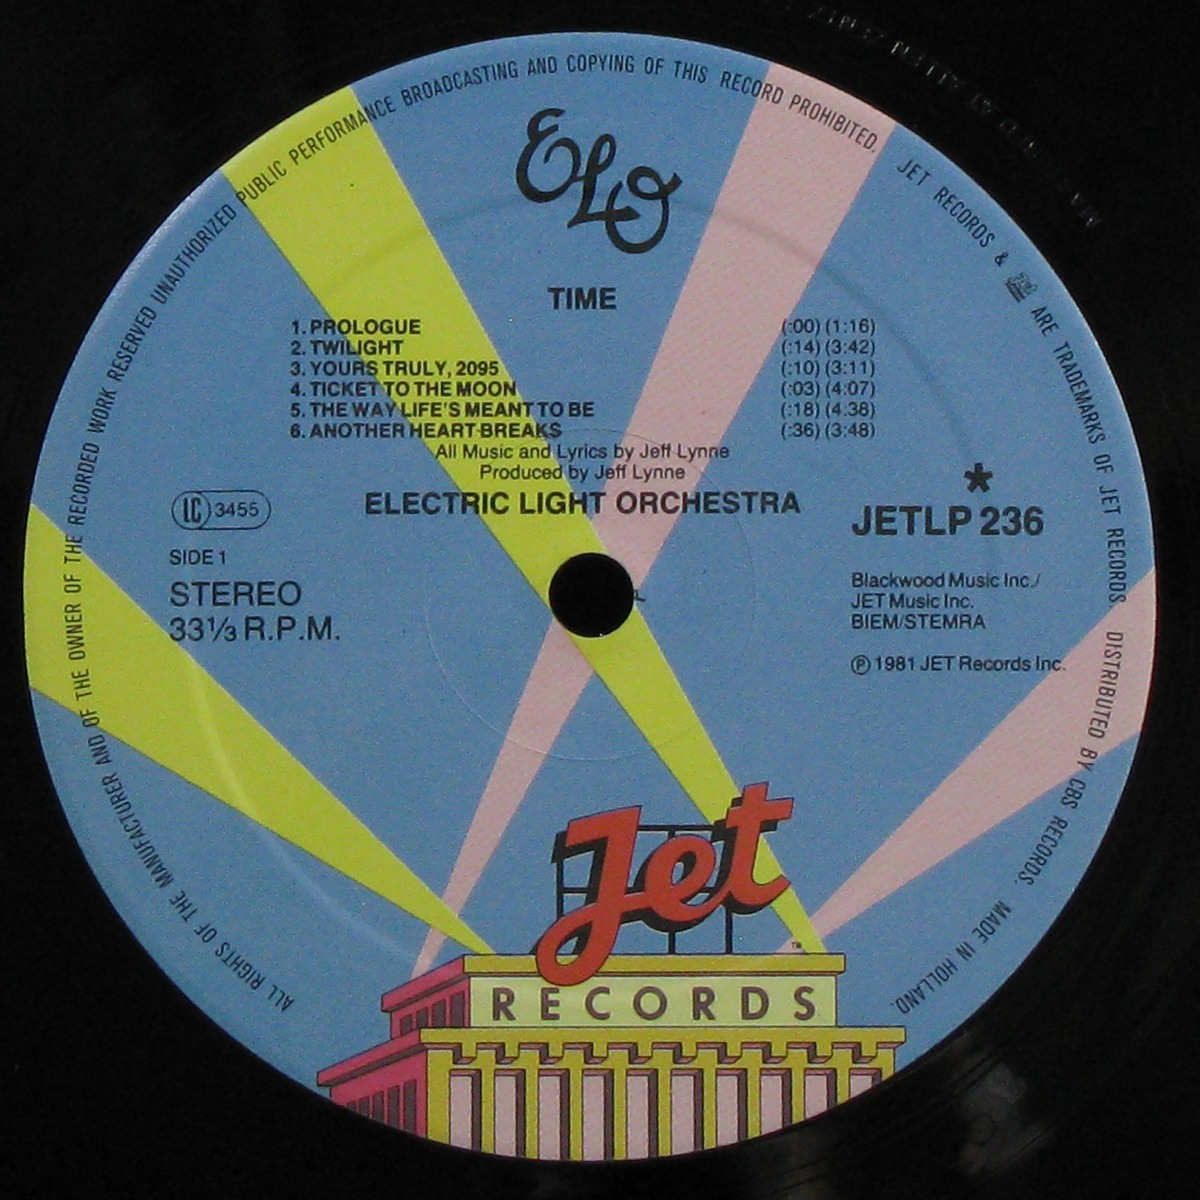 ALL RIGHTS OF THE MANUFACTURER AND OF THE OWNER OF THE RECORDED WORK RESERVED UNAUTHORIZED PUBLIC PERFORMANCE BROADCASTING AND COPYING OF THIS RECORD PROHIBITED. JET RECORDS & ARE TRADEMARKS OF JET RECORDS. DISTRIBUTED BY CBS RECORDS. MADE IN HOLLAND.
ELO
TIME
1. PROLOGUE (:00) (1:16)
2. TWILIGHT (:14) (3:42)
3. YOURS TRULY, 2095 (:10) (3:11)
4. TICKET TO THE MOON (:03) (4:07)
5. THE WAY LIFE'S MEANT TO BE (:18) (4:38)
6. ANOTHER HEART BREAKS (:36) (3:48)
All Music and Lyrics by Jeff Lynne
Produced by Jeff Lynne
ELECTRIC LIGHT ORCHESTRA
LC 3455
SIDE 1
STEREO
33⅓ R.P.M.
*
JETLP 236
Blackwood Music Inc./
JET Music Inc.
BIEM/STEMRA
℗ 1981 JET Records Inc.
Jet
TM
RECORDS